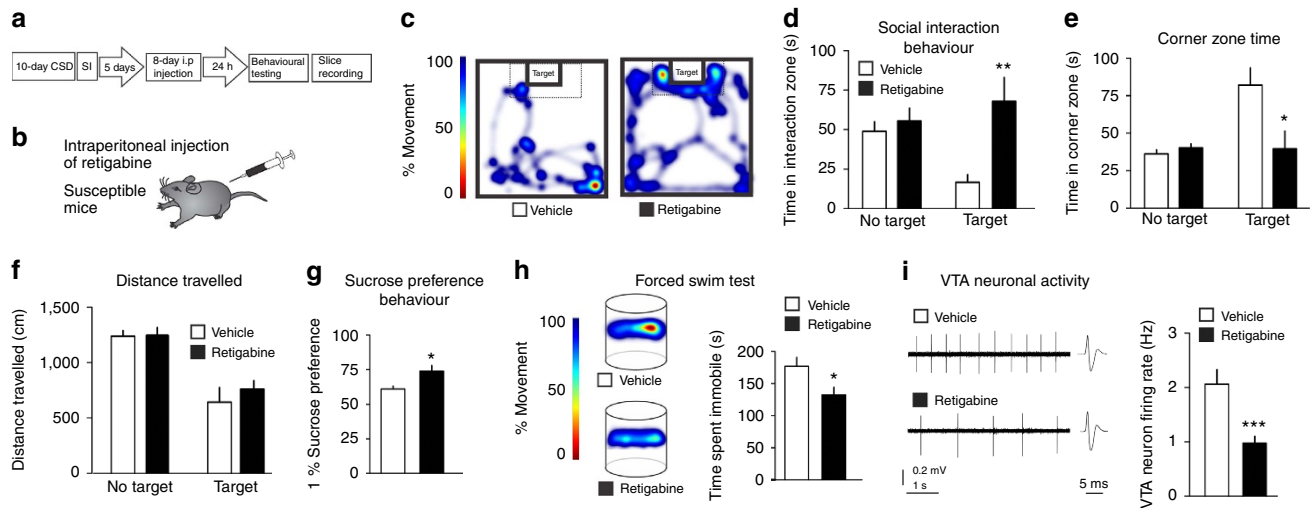 a
10-day CSD
SI
5 days
8-day i.p
injection
24 h
Behavioural
testing
Slice
recording
b
Intraperitoneal injection
of retigabine
Susceptible
mice
c
100
50
0
% Movement
Target
Target
Vehicle
Retigabine
d
Social interaction
behaviour
Time in interaction zone (s)
100
75
50
25
0
Vehicle
Retigabine
**
No target
Target
e
Corner zone time
Time in corner zone (s)
100
75
50
25
0
*
No target
Target
f
Distance travelled
Distance travelled (cm)
1,500
1,000
500
0
Vehicle
Retigabine
No target
Target
g
Sucrose preference
behaviour
1 % Sucrose preference
100
75
50
25
0
*
h
Forced swim test
100
50
0
% Movement
Vehicle
Retigabine
Vehicle
Retigabine
Time spent immobile (s)
200
150
100
50
0
*
i
VTA neuronal activity
Vehicle
Retigabine
0.2 mV
1 s
5 ms
Vehicle
Retigabine
VTA neuron firing rate (Hz)
3
2
1
0
***